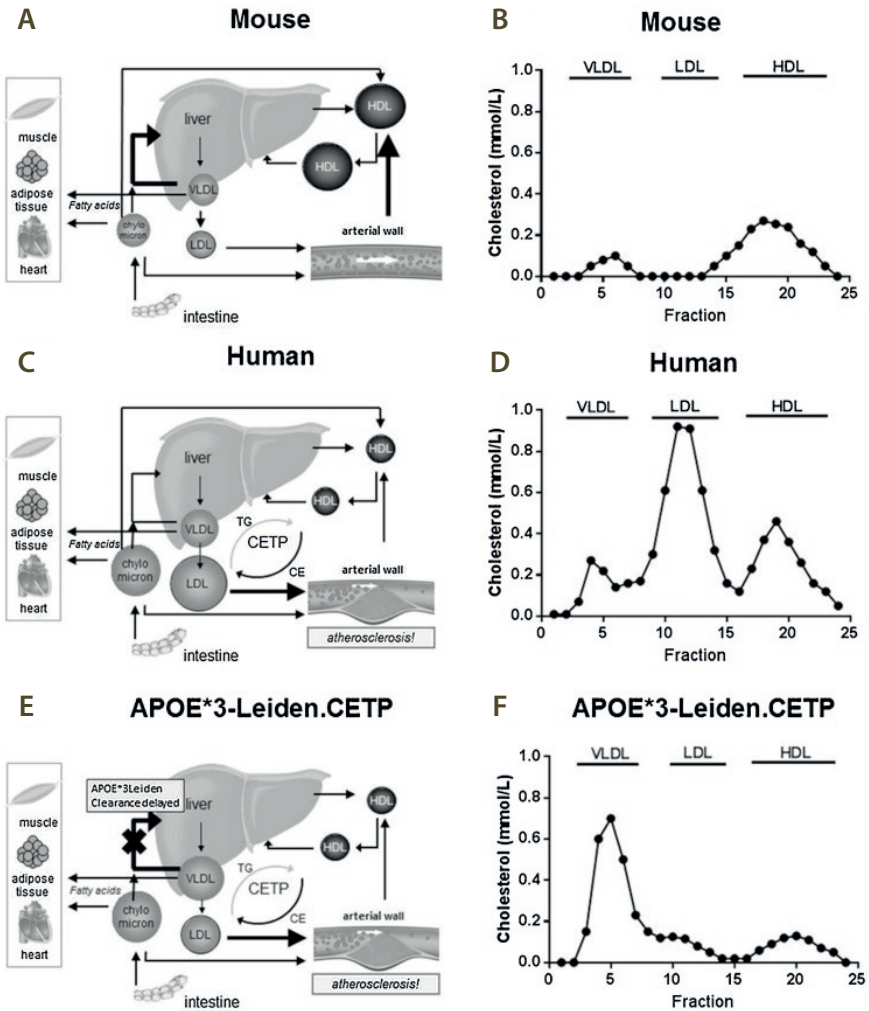 A
Mouse
liver
HDL
HDL
muscle
adipose
tissue
Fatty acids
VLDL
chylo
micron
LDL
heart
arterial wall
intestine
B
Mouse
VLDL
LDL
HDL
Cholesterol (mmol/L)
1.0
0.8
0.6
0.4
0.2
0.0
0
5
10
15
20
25
Fraction
C
Human
liver
HDL
HDL
muscle
adipose
tissue
Fatty acids
VLDL
TG
CETP
CE
chylo
micron
LDL
heart
arterial wall
atherosclerosis!
intestine
D
Human
VLDL
LDL
HDL
Cholesterol (mmol/L)
1.0
0.8
0.6
0.4
0.2
0.0
0
5
10
15
20
25
Fraction
E
APOE*3-Leiden.CETP
APOE*3Leiden
Clearance delayed
liver
HDL
HDL
muscle
adipose
tissue
Fatty acids
VLDL
TG
CETP
CE
chylo
micron
LDL
heart
arterial wall
atherosclerosis!
intestine
F
APOE*3-Leiden.CETP
VLDL
LDL
HDL
Cholesterol (mmol/L)
1.0
0.8
0.6
0.4
0.2
0.0
0
5
10
15
20
25
Fraction